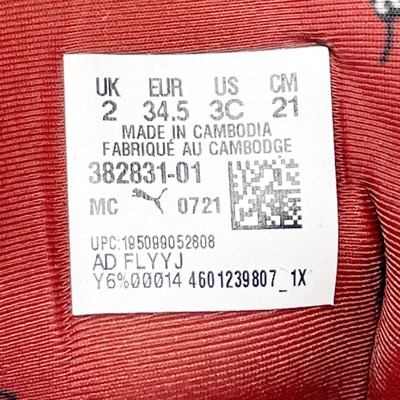 UK EUR US CM
2 34.5 3C 21
MADE IN CAMBODIA
FABRIQUÉ AU CAMBODGE
382831-01
MC 0721
UPC:195099052808
AD FLYYJ
Y6%00014 4601239807_1X